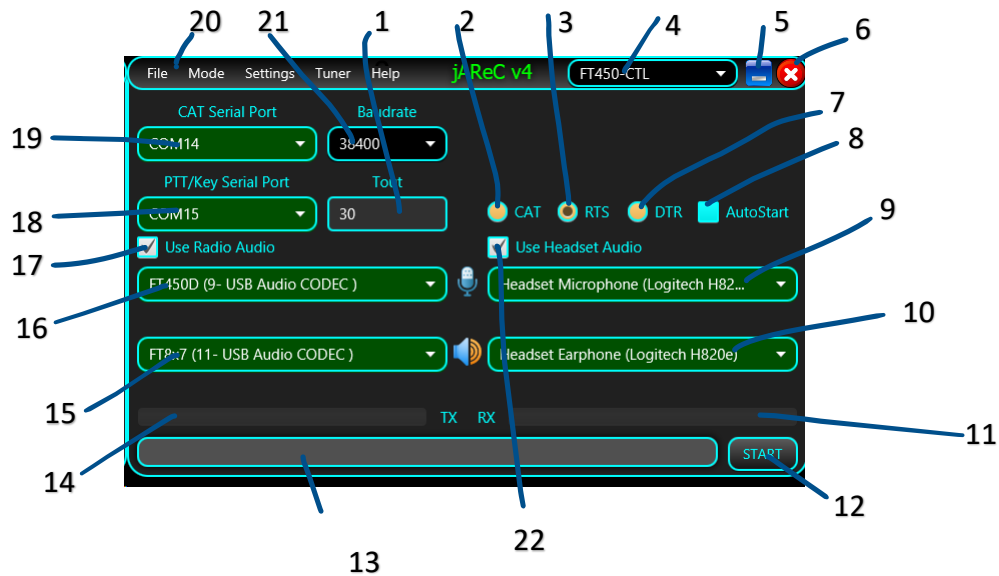 20 21 1 2 3 4 5 6
File Mode Settings Tuner Help jAReC v4 FT450-CTL
CAT Serial Port Baudrate 7
19 COM14 38400 8
PTT/Key Serial Port Tout
18 COM15 30 CAT RTS DTR AutoStart 9
17 Use Radio Audio Use Headset Audio
FT450D (9- USB Audio CODEC ) Headset Microphone (Logitech H82...
16 10
FT8x7 (11- USB Audio CODEC ) Headset Earphone (Logitech H820e)
15 TX RX 11
14 START
12
22
13